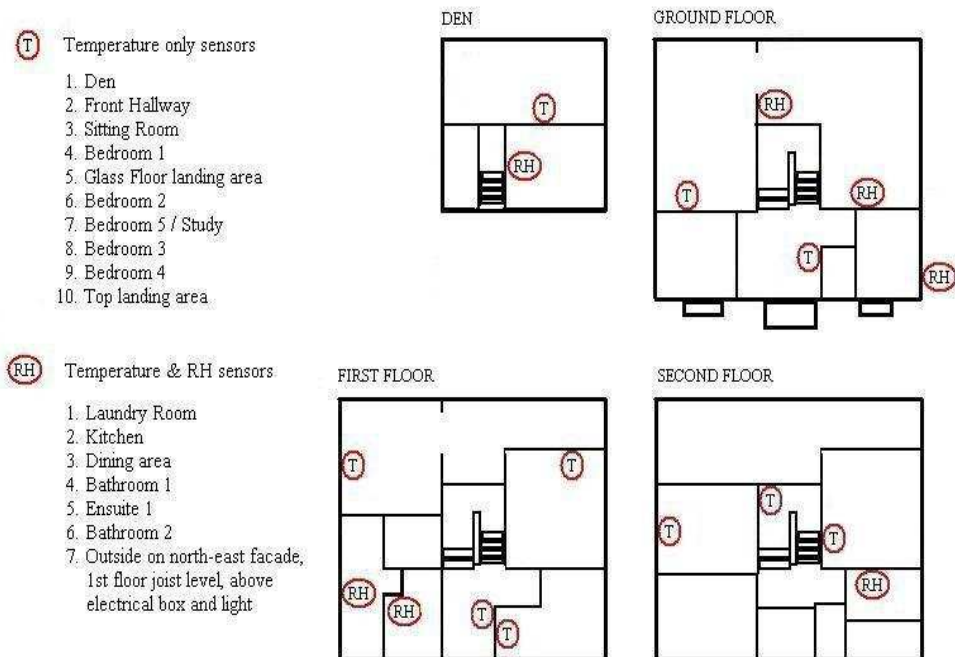 T Temperature only sensors
1. Den
2. Front Hallway
3. Sitting Room
4. Bedroom 1
5. Glass Floor landing area
6. Bedroom 2
7. Bedroom 5 / Study
8. Bedroom 3
9. Bedroom 4
10. Top landing area
RH Temperature & RH sensors
1. Laundry Room
2. Kitchen
3. Dining area
4. Bathroom 1
5. Ensuite 1
6. Bathroom 2
7. Outside on north-east facade,
1st floor joist level, above
electrical box and light
DEN
T
RH
GROUND FLOOR
RH
T
RH
T
RH
FIRST FLOOR
T
T
RH
RH
T
T
SECOND FLOOR
T
T
T
RH